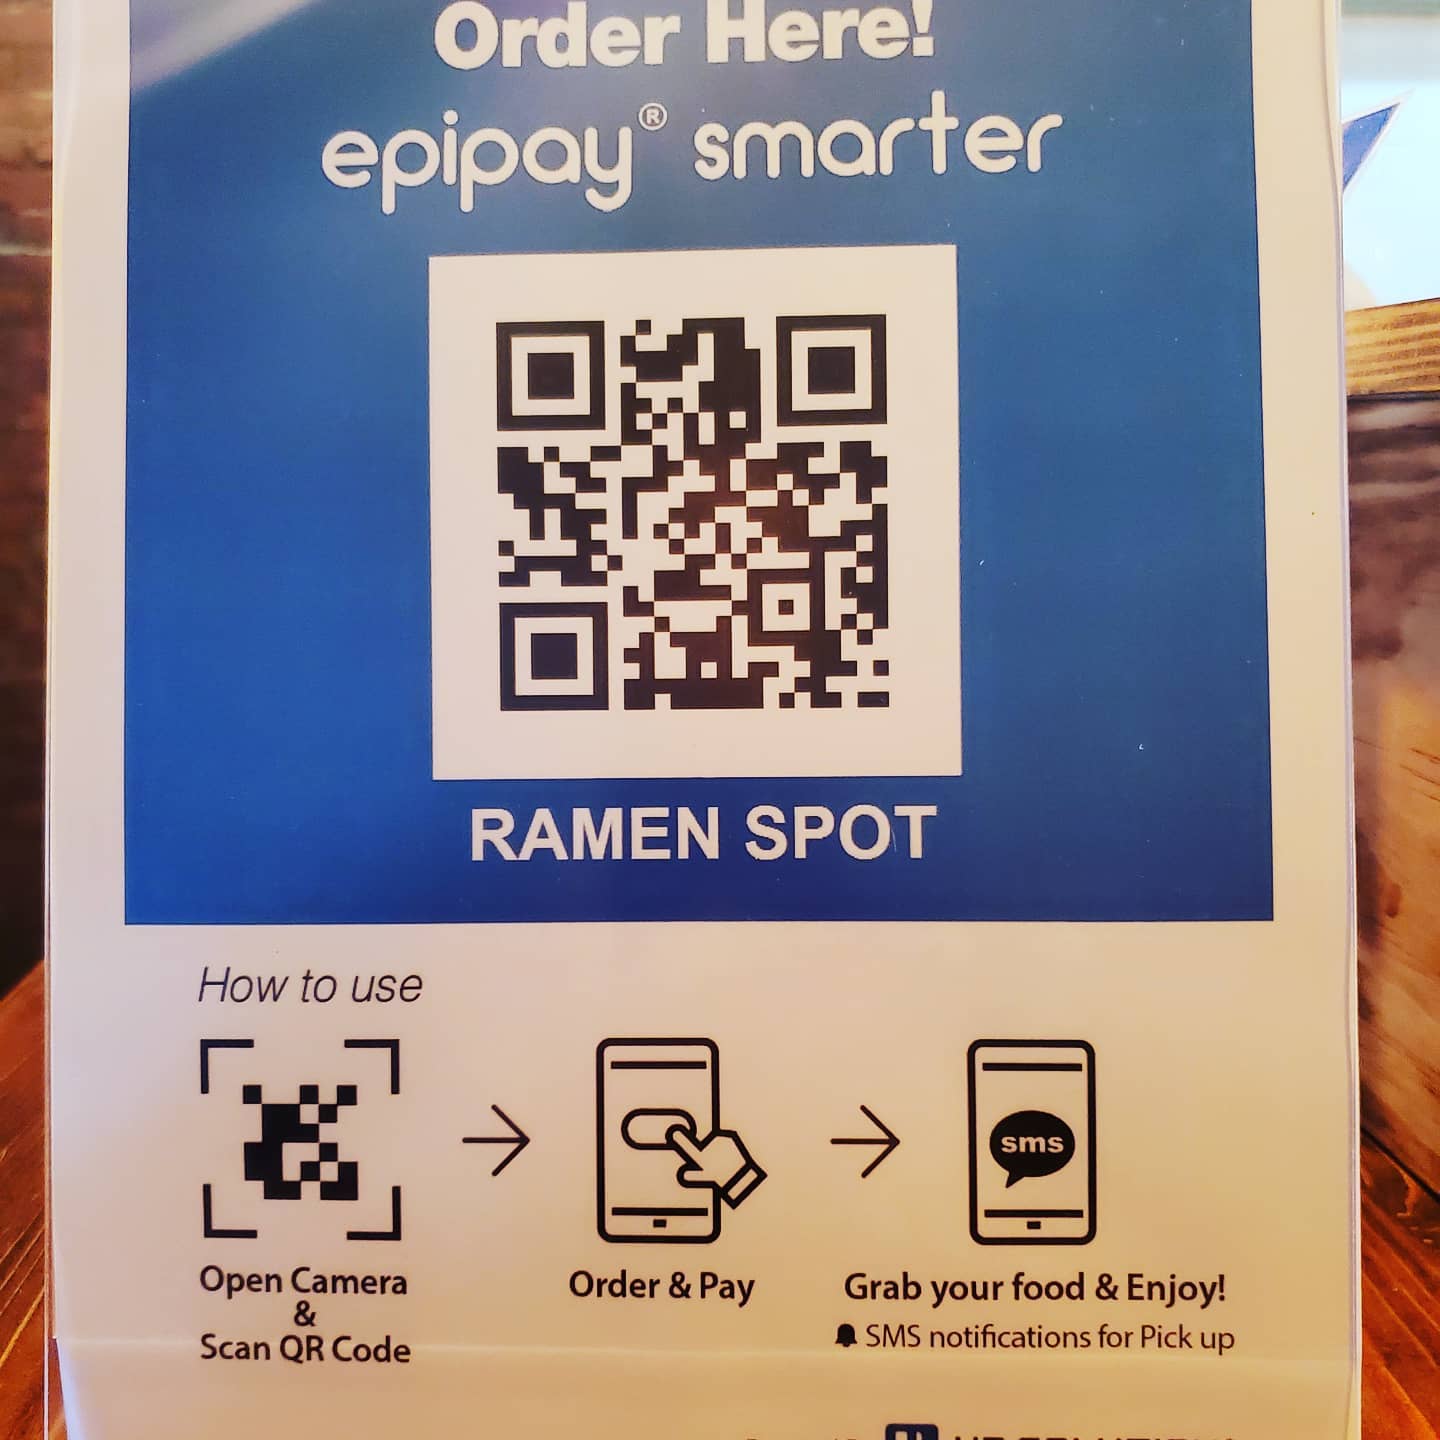 Order Here!
epipay® smarter
RAMEN SPOT
How to use
sms
Open Camera
&
Scan QR Code
Order & Pay
Grab your food & Enjoy!
SMS notifications for Pick up